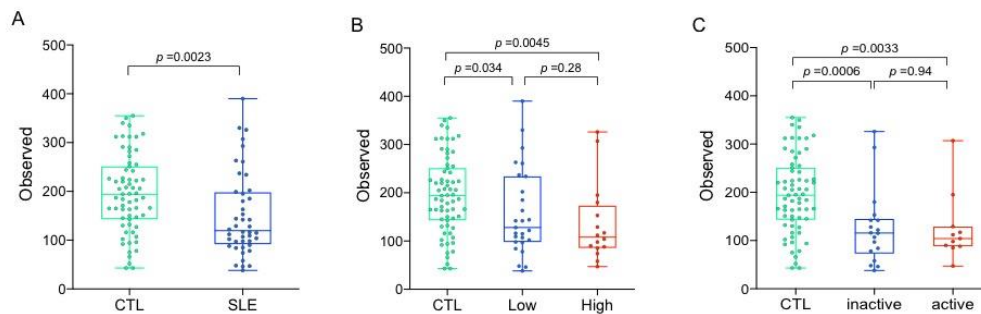 A
Observed
500
400
300
200
100
0
p =0.0023
CTL SLE
B
Observed
500
400
300
200
100
0
p =0.0045
p =0.034 p =0.28
CTL Low High
C
Observed
500
400
300
200
100
0
p =0.0033
p =0.0006 p =0.94
CTL inactive active